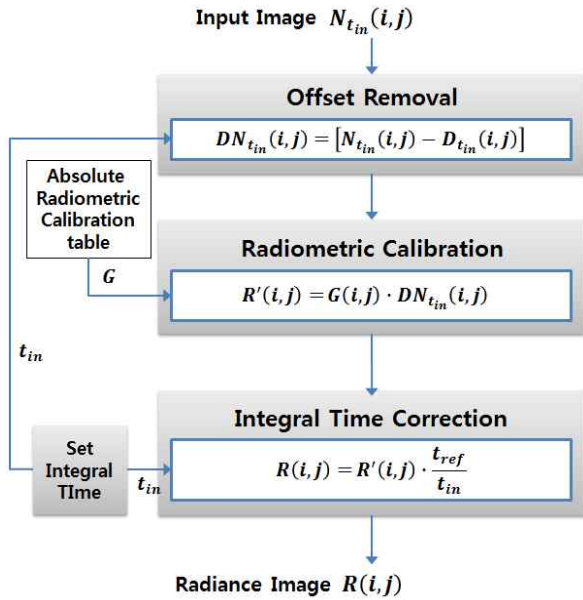 Input Image N_{t_{in}}(i,j)
Offset Removal
DN_{t_{in}}(i,j) = [N_{t_{in}}(i,j) − D_{t_{in}}(i,j)]
Absolute
Radiometric
Calibration
table
G
Radiometric Calibration
R'(i,j) = G(i,j) · DN_{t_{in}}(i,j)
t_{in}
Integral Time Correction
R(i,j) = R'(i,j) · \frac{t_{ref}}{t_{in}}
Set
Integral
TIme
t_{in}
Radiance Image R(i,j)